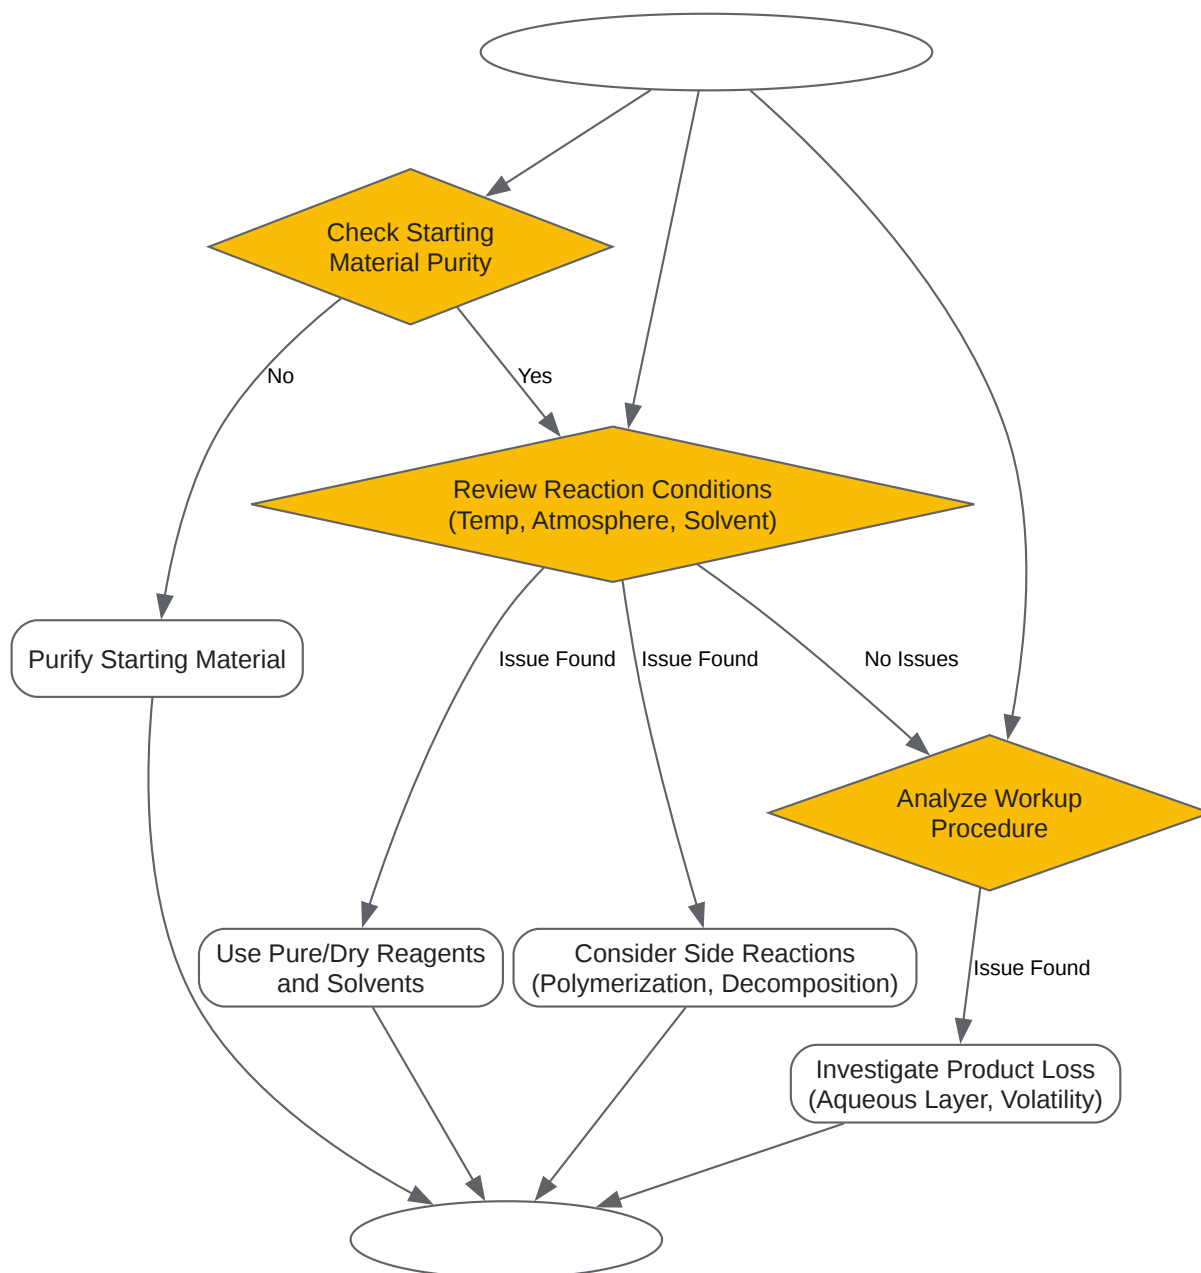 Check Starting
Material Purity
No
Yes
Review Reaction Conditions
(Temp, Atmosphere, Solvent)
Purify Starting Material
Issue Found
Issue Found
No Issues
Analyze Workup
Procedure
Use Pure/Dry Reagents
and Solvents
Consider Side Reactions
(Polymerization, Decomposition)
Issue Found
Investigate Product Loss
(Aqueous Layer, Volatility)